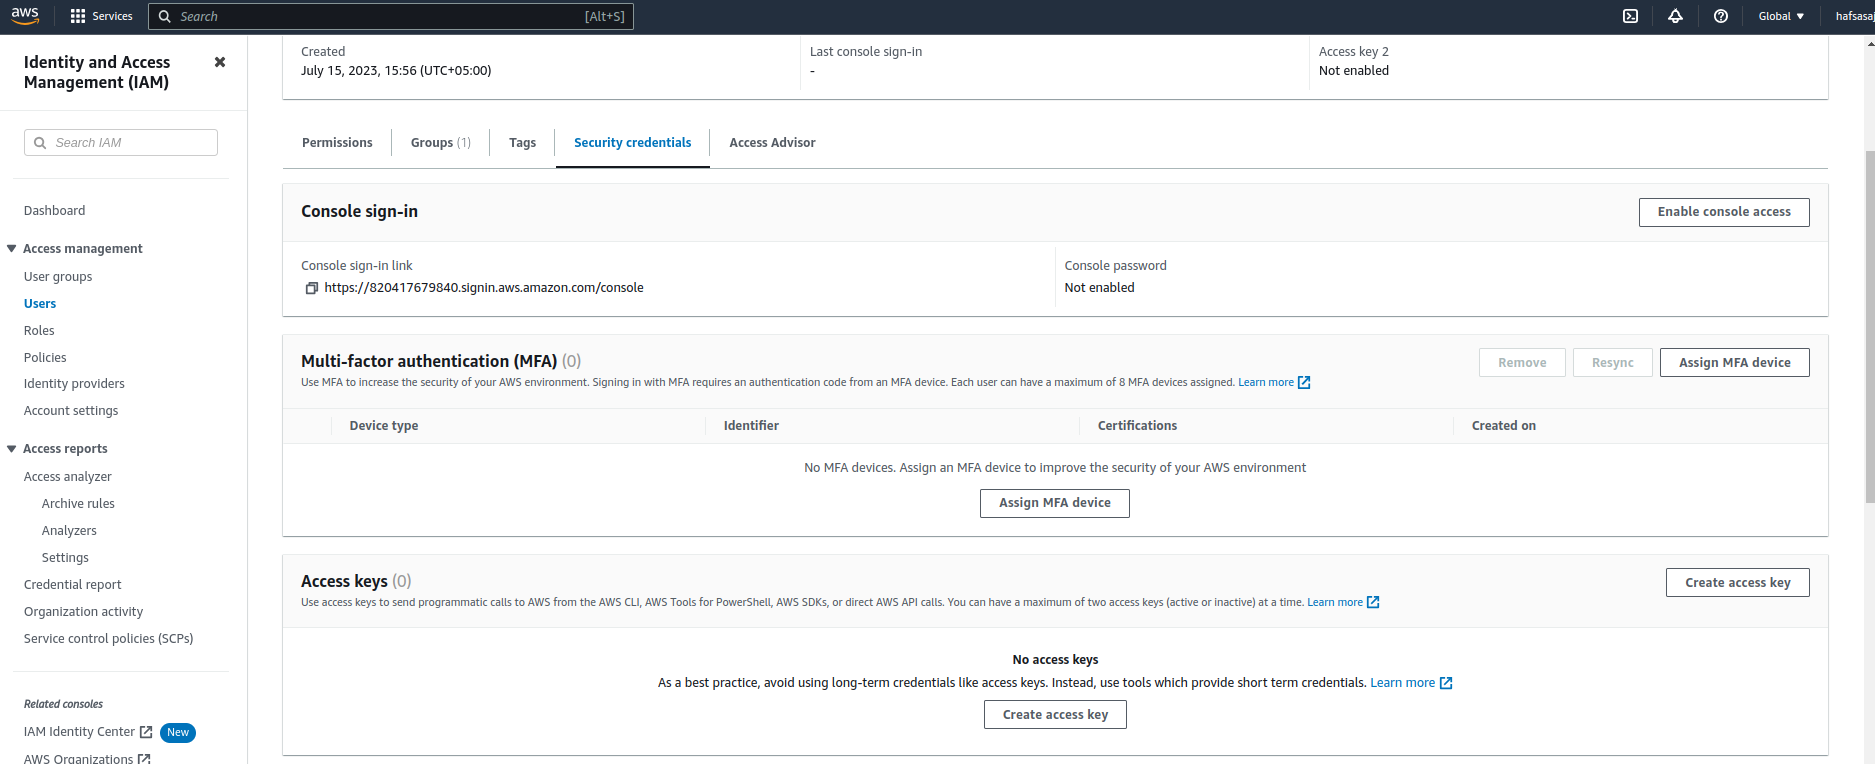 aws Services Search [Alt+S] Global
Identity and Access
Management (IAM)
Search IAM
Dashboard
Access management
User groups
Users
Roles
Policies
Identity providers
Account settings
Access reports
Access analyzer
Archive rules
Analyzers
Settings
Credential report
Organization activity
Service control policies (SCPs)
Related consoles
IAM Identity Center New
AWS Organizations
Created Last console sign-in Access key 2
July 15, 2023, 15:56 (UTC+05:00) - Not enabled
Permissions Groups (1) Tags Security credentials Access Advisor
Console sign-in Enable console access
Console sign-in link Console password
https://820417679840.signin.aws.amazon.com/console Not enabled
Multi-factor authentication (MFA) (0) Remove Resync Assign MFA device
Use MFA to increase the security of your AWS environment. Signing in with MFA requires an authentication code from an MFA device. Each user can have a maximum of 8 MFA devices assigned. Learn more
Device type Identifier Certifications Created on
No MFA devices. Assign an MFA device to improve the security of your AWS environment
Assign MFA device
Access keys (0) Create access key
Use access keys to send programmatic calls to AWS from the AWS CLI, AWS Tools for PowerShell, AWS SDKs, or direct AWS API calls. You can have a maximum of two access keys (active or inactive) at a time. Learn more
No access keys
As a best practice, avoid using long-term credentials like access keys. Instead, use tools which provide short term credentials. Learn more
Create access key